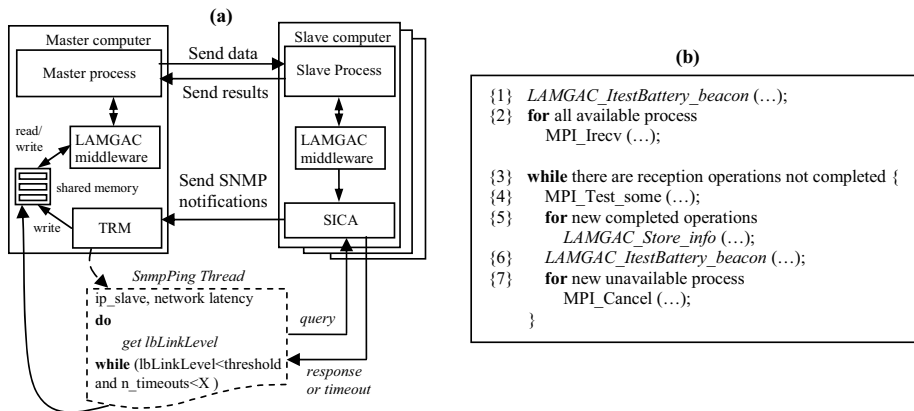 (a)
Master computer
Master process
Send data
Send results
Slave computer
Slave Process
read/
write
LAMGAC
middleware
LAMGAC
middleware
shared memory
Send SNMP
notifications
write
TRM
SICA
SnmpPing Thread
ip_slave, network latency
do
get lbLinkLevel
while (lbLinkLevel<threshold
and n_timeouts<X )
query
response
or timeout
(b)
{1} LAMGAC_ItestBattery_beacon (…);
{2} for all available process
MPI_Irecv (…);
{3} while there are reception operations not completed {
{4} MPI_Test_some (…);
{5} for new completed operations
LAMGAC_Store_info (…);
{6} LAMGAC_ItestBattery_beacon (…);
{7} for new unavailable process
MPI_Cancel (…);
}